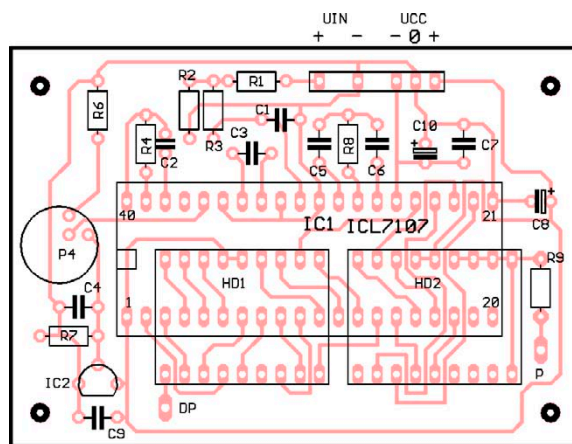 UIN UCC
+ - - 0 +
R2
R1
R6
C1
C10
R4
C2
R3
C3
C5
R8
C6
C7
40
IC1 ICL7107
21
+
C8
P4
R9
HD1
HD2
C4
1
20
R7
IC2
P
DP
C9